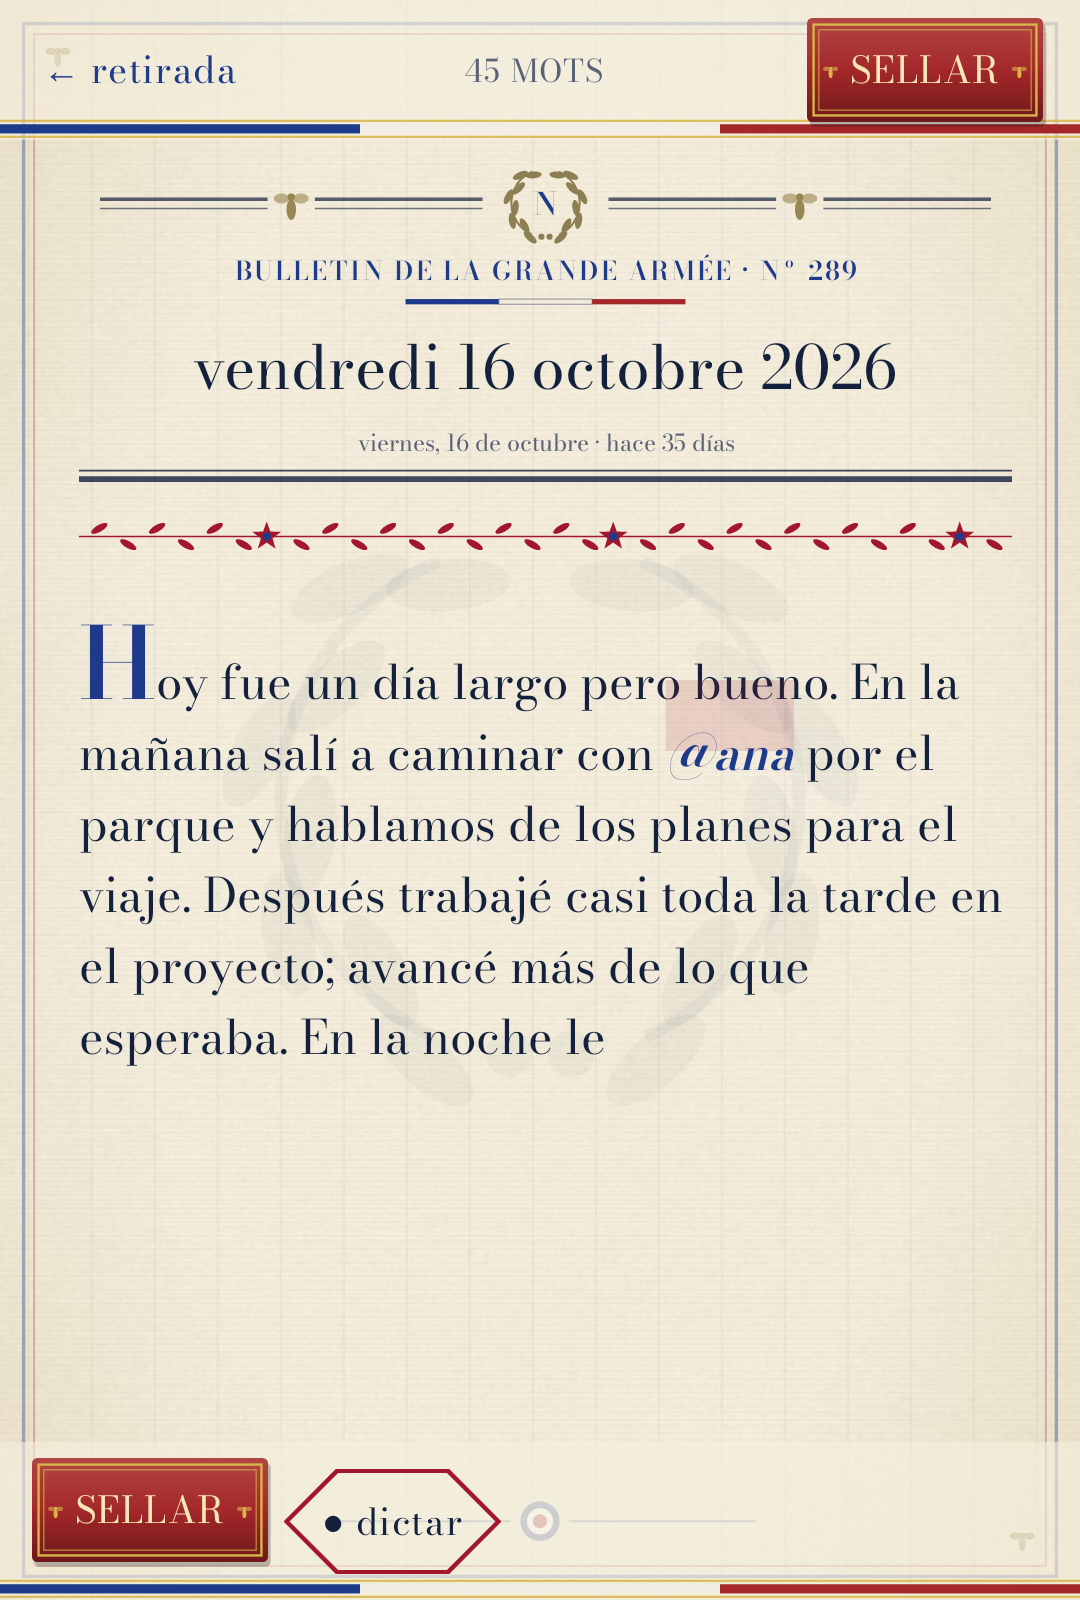 ← retirada
45 MOTS
SELLAR
N
BULLETIN DE LA GRANDE ARMÉE · Nº 289
vendredi 16 octobre 2026
viernes, 16 de octubre · hace 35 días
Hoy fue un día largo pero bueno. En la
mañana salí a caminar con @ana por el
parque y hablamos de los planes para el
viaje. Después trabajé casi toda la tarde en
el proyecto; avancé más de lo que
esperaba. En la noche le
SELLAR
● dictar